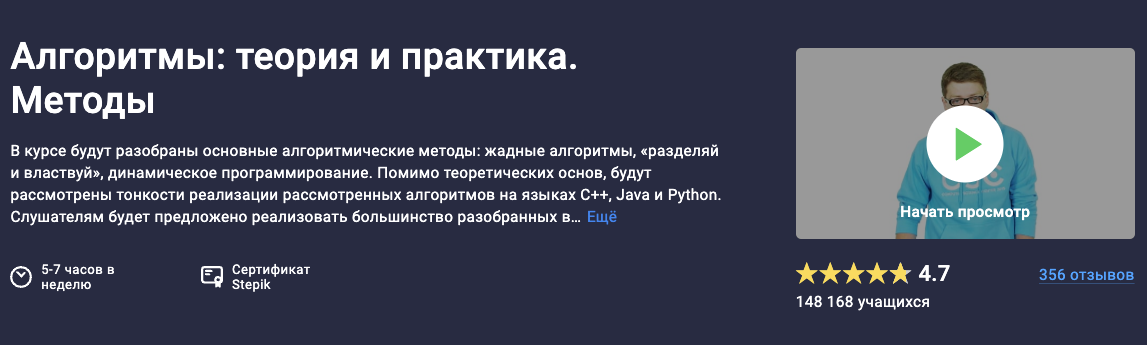 Алгоритмы: теория и практика.
Методы
В курсе будут разобраны основные алгоритмические методы: жадные алгоритмы, «разделяй
и властвуй», динамическое программирование. Помимо теоретических основ, будут
рассмотрены тонкости реализации рассмотренных алгоритмов на языках C++, Java и Python.
Слушателям будет предложено реализовать большинство разобранных в... Ещё
5-7 часов в
неделю
Сертификат
Stepik
Начать просмотр
4.7
356 отзывов
148 168 учащихся